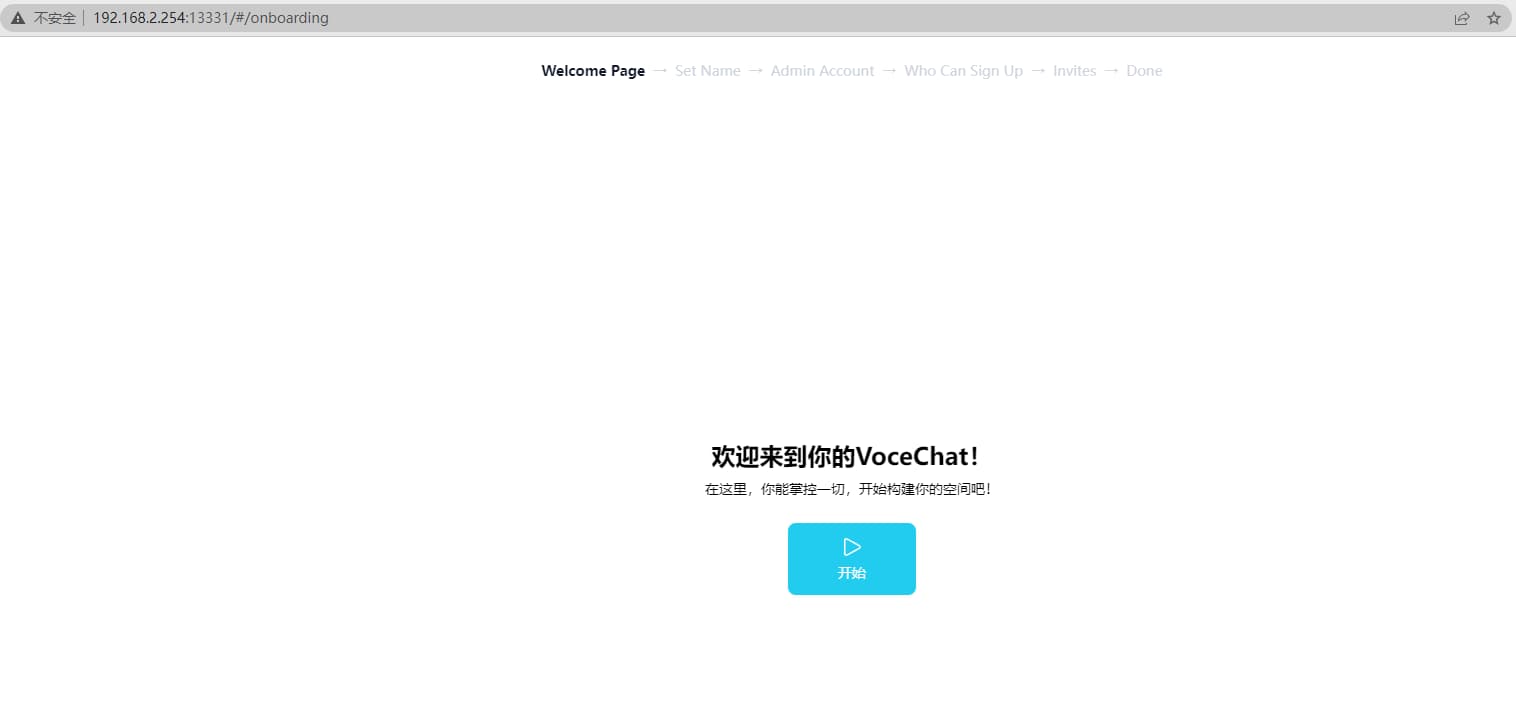 不安全 192.168.2.254:13331/#/onboarding
Welcome Page → Set Name → Admin Account → Who Can Sign Up → Invites → Done
欢迎来到你的VoceChat！
在这里，你能掌控一切，开始构建你的空间吧！
开始